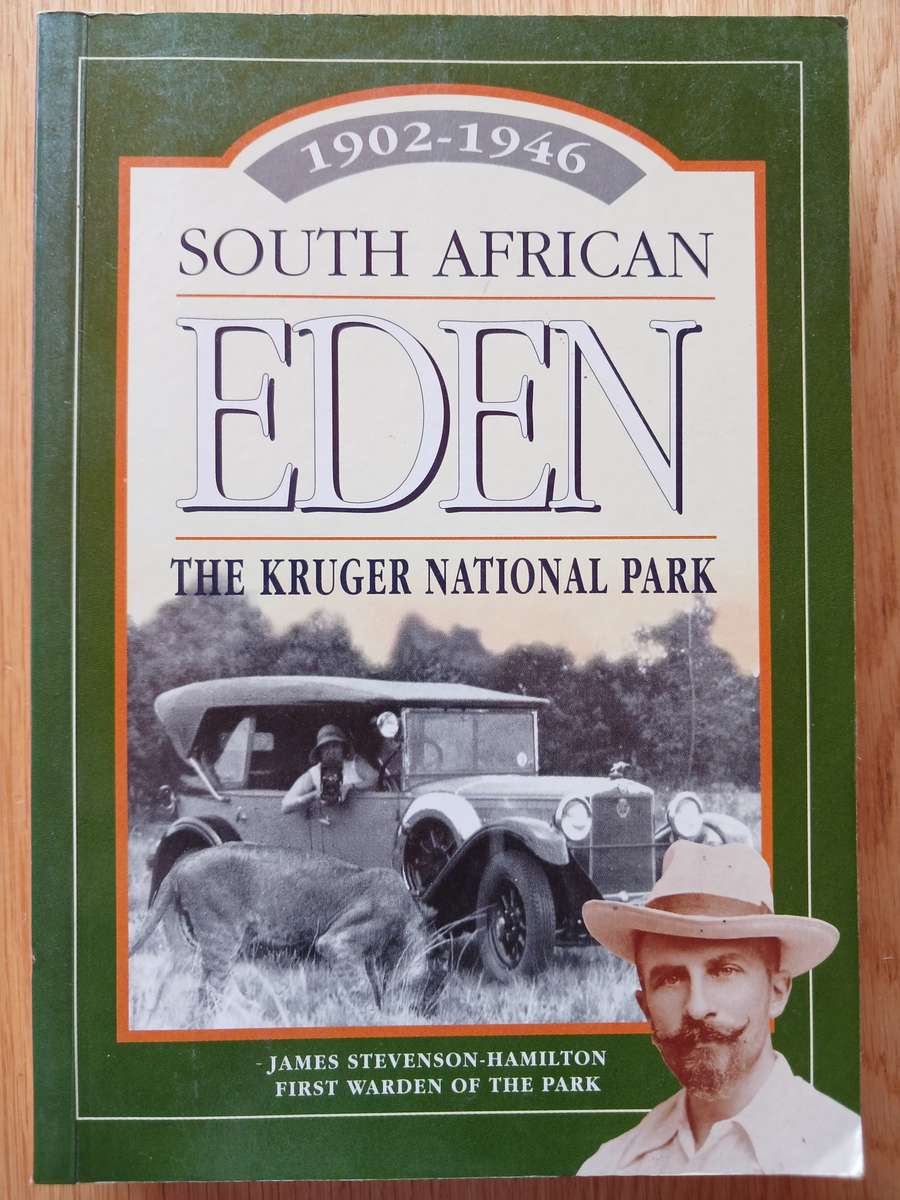 1902-1946
SOUTH AFRICAN
EDEN
THE KRUGER NATIONAL PARK
JAMES STEVENSON-HAMILTON
FIRST WARDEN OF THE PARK